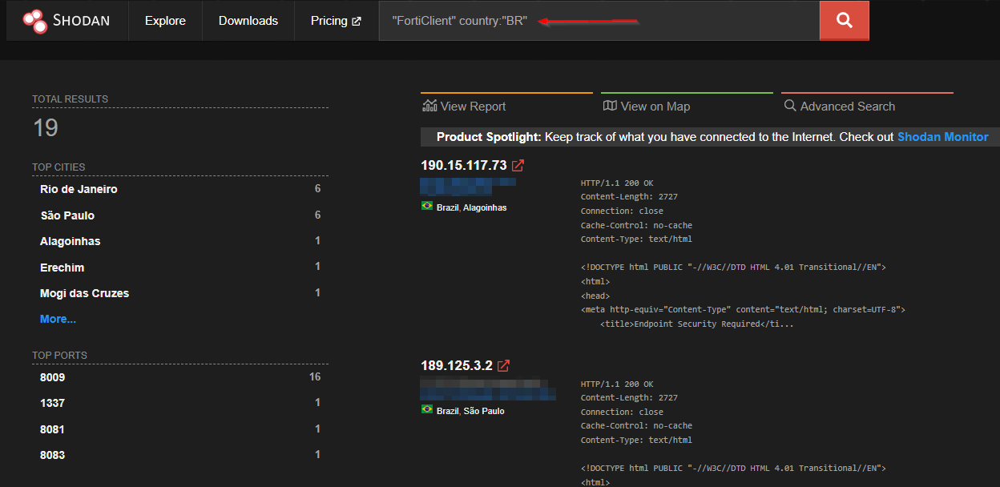 SHODAN Explore Downloads Pricing "FortiClient" country:"BR"
TOTAL RESULTS
19
TOP CITIES
Rio de Janeiro 6
São Paulo 6
Alagoinhas 1
Erechim 1
Mogi das Cruzes 1
More...
TOP PORTS
8009 16
1337 1
8081 1
8083 1
View Report View on Map Advanced Search
Product Spotlight: Keep track of what you have connected to the Internet. Check out Shodan Monitor
190.15.117.73
Brazil, Alagoinhas
HTTP/1.1 200 OK
Content-Length: 2727
Connection: close
Cache-Control: no-cache
Content-Type: text/html
<!DOCTYPE html PUBLIC "-//W3C//DTD HTML 4.01 Transitional//EN">
<html>
<head>
<meta http-equiv="Content-Type" content="text/html; charset=UTF-8">
<title>Endpoint Security Required</ti...
189.125.3.2
Brazil, São Paulo
HTTP/1.1 200 OK
Content-Length: 2727
Connection: close
Cache-Control: no-cache
Content-Type: text/html
<!DOCTYPE html PUBLIC "-//W3C//DTD HTML 4.01 Transitional//EN">
<html>